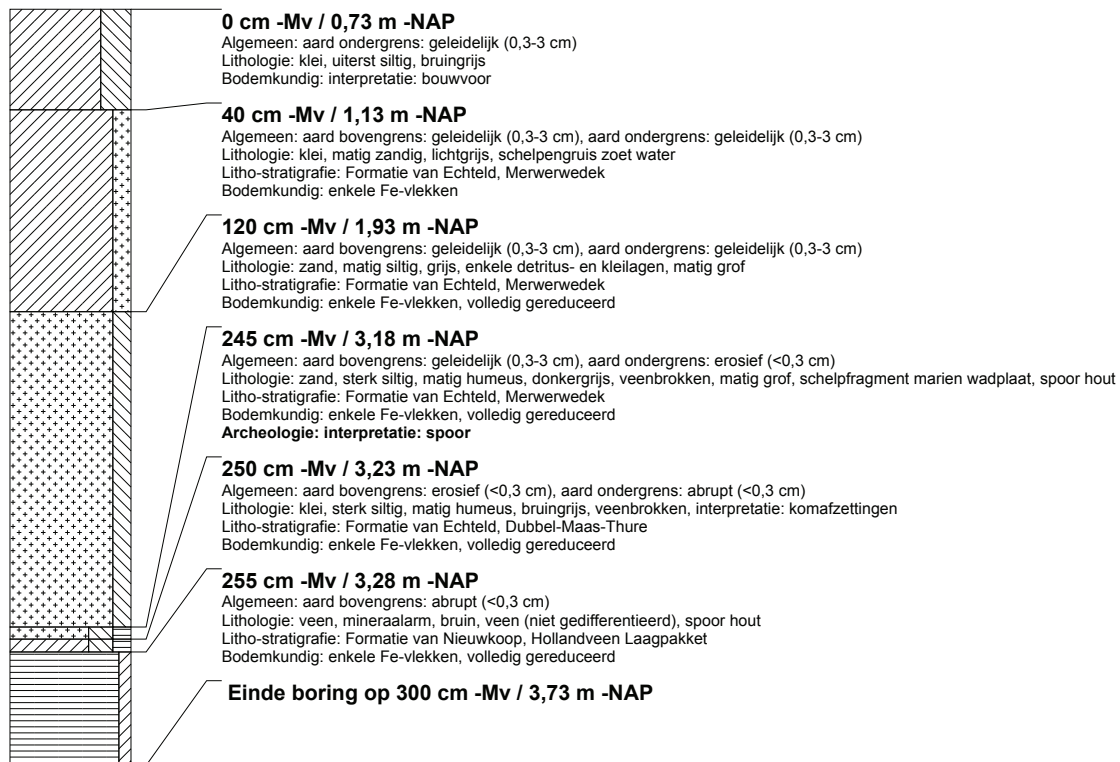 0 cm -Mv / 0,73 m -NAP
Algemeen: aard ondergrens: geleidelijk (0,3-3 cm)
Lithologie: klei, uiterst siltig, bruingrijs
Bodemkundig: interpretatie: bouwvoor
40 cm -Mv / 1,13 m -NAP
Algemeen: aard bovengrens: geleidelijk (0,3-3 cm), aard ondergrens: geleidelijk (0,3-3 cm)
Lithologie: klei, matig zandig, lichtgrijs, schelpengruis zoet water
Litho-stratigrafie: Formatie van Echteld, Merwerwedek
Bodemkundig: enkele Fe-vlekken
120 cm -Mv / 1,93 m -NAP
Algemeen: aard bovengrens: geleidelijk (0,3-3 cm), aard ondergrens: geleidelijk (0,3-3 cm)
Lithologie: zand, matig siltig, grijs, enkele detritus- en kleilagen, matig grof
Litho-stratigrafie: Formatie van Echteld, Merwerwedek
Bodemkundig: enkele Fe-vlekken, volledig gereduceerd
245 cm -Mv / 3,18 m -NAP
Algemeen: aard bovengrens: geleidelijk (0,3-3 cm), aard ondergrens: erosief (<0,3 cm)
Lithologie: zand, sterk siltig, matig humeus, donkergrijs, veenbrokken, matig grof, schelpfragment marien wadplaat, spoor hout
Litho-stratigrafie: Formatie van Echteld, Merwerwedek
Bodemkundig: enkele Fe-vlekken, volledig gereduceerd
Archeologie: interpretatie: spoor
250 cm -Mv / 3,23 m -NAP
Algemeen: aard bovengrens: erosief (<0,3 cm), aard ondergrens: abrupt (<0,3 cm)
Lithologie: klei, sterk siltig, matig humeus, bruingrijs, veenbrokken, interpretatie: komafzettingen
Litho-stratigrafie: Formatie van Echteld, Dubbel-Maas-Thure
Bodemkundig: enkele Fe-vlekken, volledig gereduceerd
255 cm -Mv / 3,28 m -NAP
Algemeen: aard bovengrens: abrupt (<0,3 cm)
Lithologie: veen, mineraalarm, bruin, veen (niet gedifferentieerd), spoor hout
Litho-stratigrafie: Formatie van Nieuwkoop, Hollandveen Laagpakket
Bodemkundig: enkele Fe-vlekken, volledig gereduceerd
Einde boring op 300 cm -Mv / 3,73 m -NAP